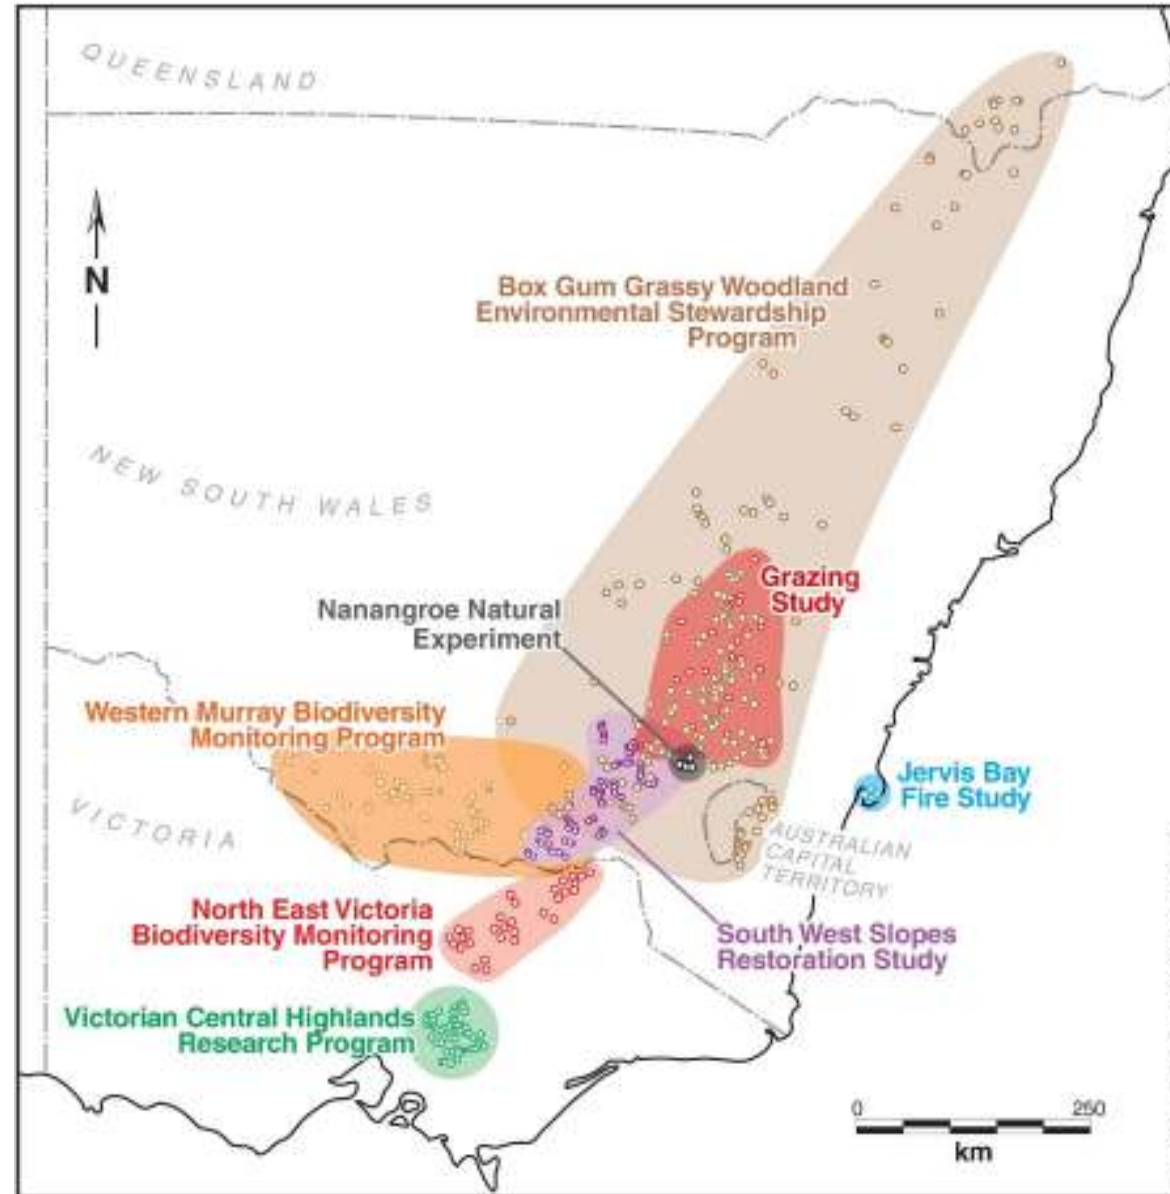 QUEENSLAND
N
Box Gum Grassy Woodland
Environmental Stewardship
Program
NEW SOUTH WALES
Grazing
Study
Nanangroe Natural
Experiment
Western Murray Biodiversity
Monitoring Program
Jervis Bay
Fire Study
VICTORIA
AUSTRALIAN
CAPITAL
TERRITORY
North East Victoria
Biodiversity Monitoring
Program
South West Slopes
Restoration Study
Victorian Central Highlands
Research Program
0 250
km